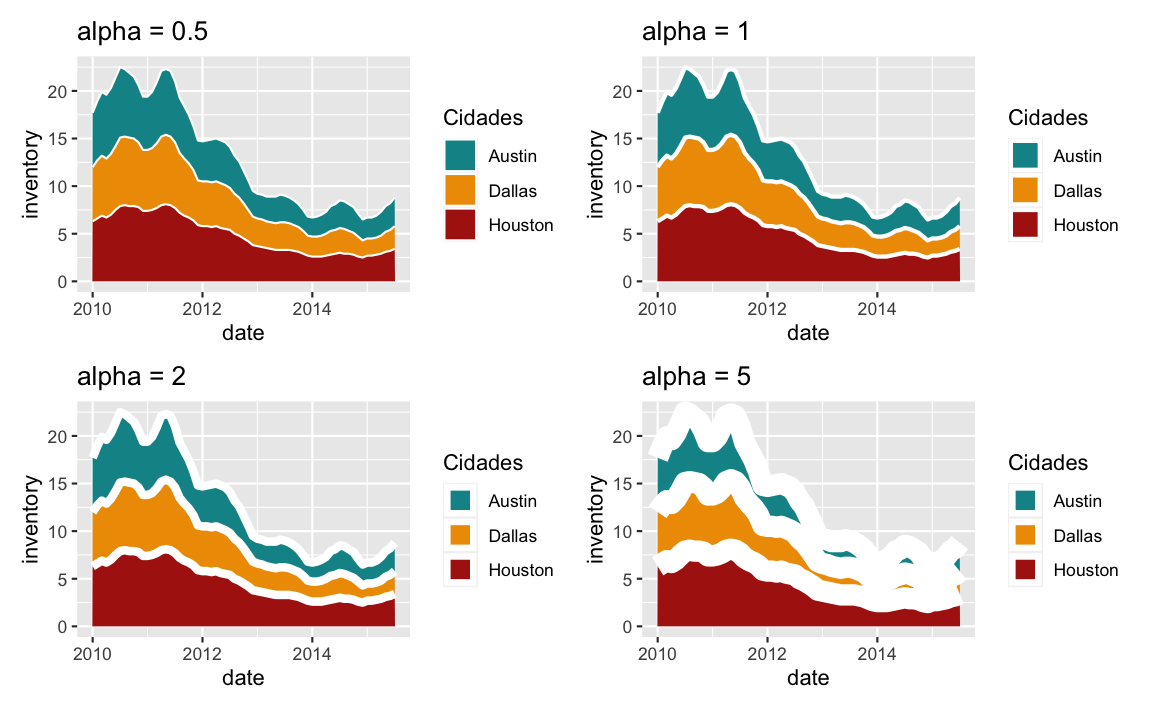 alpha = 0.5
inventory
20
15
10
5
0
2010 2012 2014
date
Cidades
Austin
Dallas
Houston
alpha = 1
inventory
20
15
10
5
0
2010 2012 2014
date
Cidades
Austin
Dallas
Houston
alpha = 2
inventory
20
15
10
5
0
2010 2012 2014
date
Cidades
Austin
Dallas
Houston
alpha = 5
inventory
20
15
10
5
0
2010 2012 2014
date
Cidades
Austin
Dallas
Houston